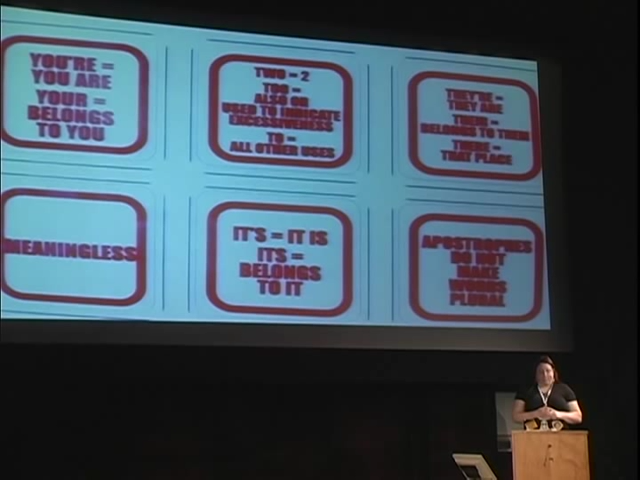 YOU'RE =
YOU ARE
YOUR =
BELONGS
TO YOU
TWO = 2
TOO =
ALSO OR
USED TO INDICATE
EXCESSIVENESS
TO =
ALL OTHER USES
THEY'RE =
THEY ARE
THEIR =
BELONGS TO THEM
THERE =
THAT PLACE
MEANINGLESS
IT'S = IT IS
ITS =
BELONGS
TO IT
APOSTROPHES
DO NOT
MAKE
WORDS
PLURAL